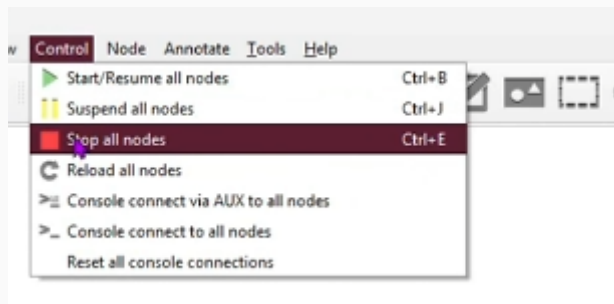 w Control Node Annotate Tools Help
Start/Resume all nodes Ctrl+B
Suspend all nodes Ctrl+J
Stop all nodes Ctrl+E
Reload all nodes
Console connect via AUX to all nodes
Console connect to all nodes
Reset all console connections